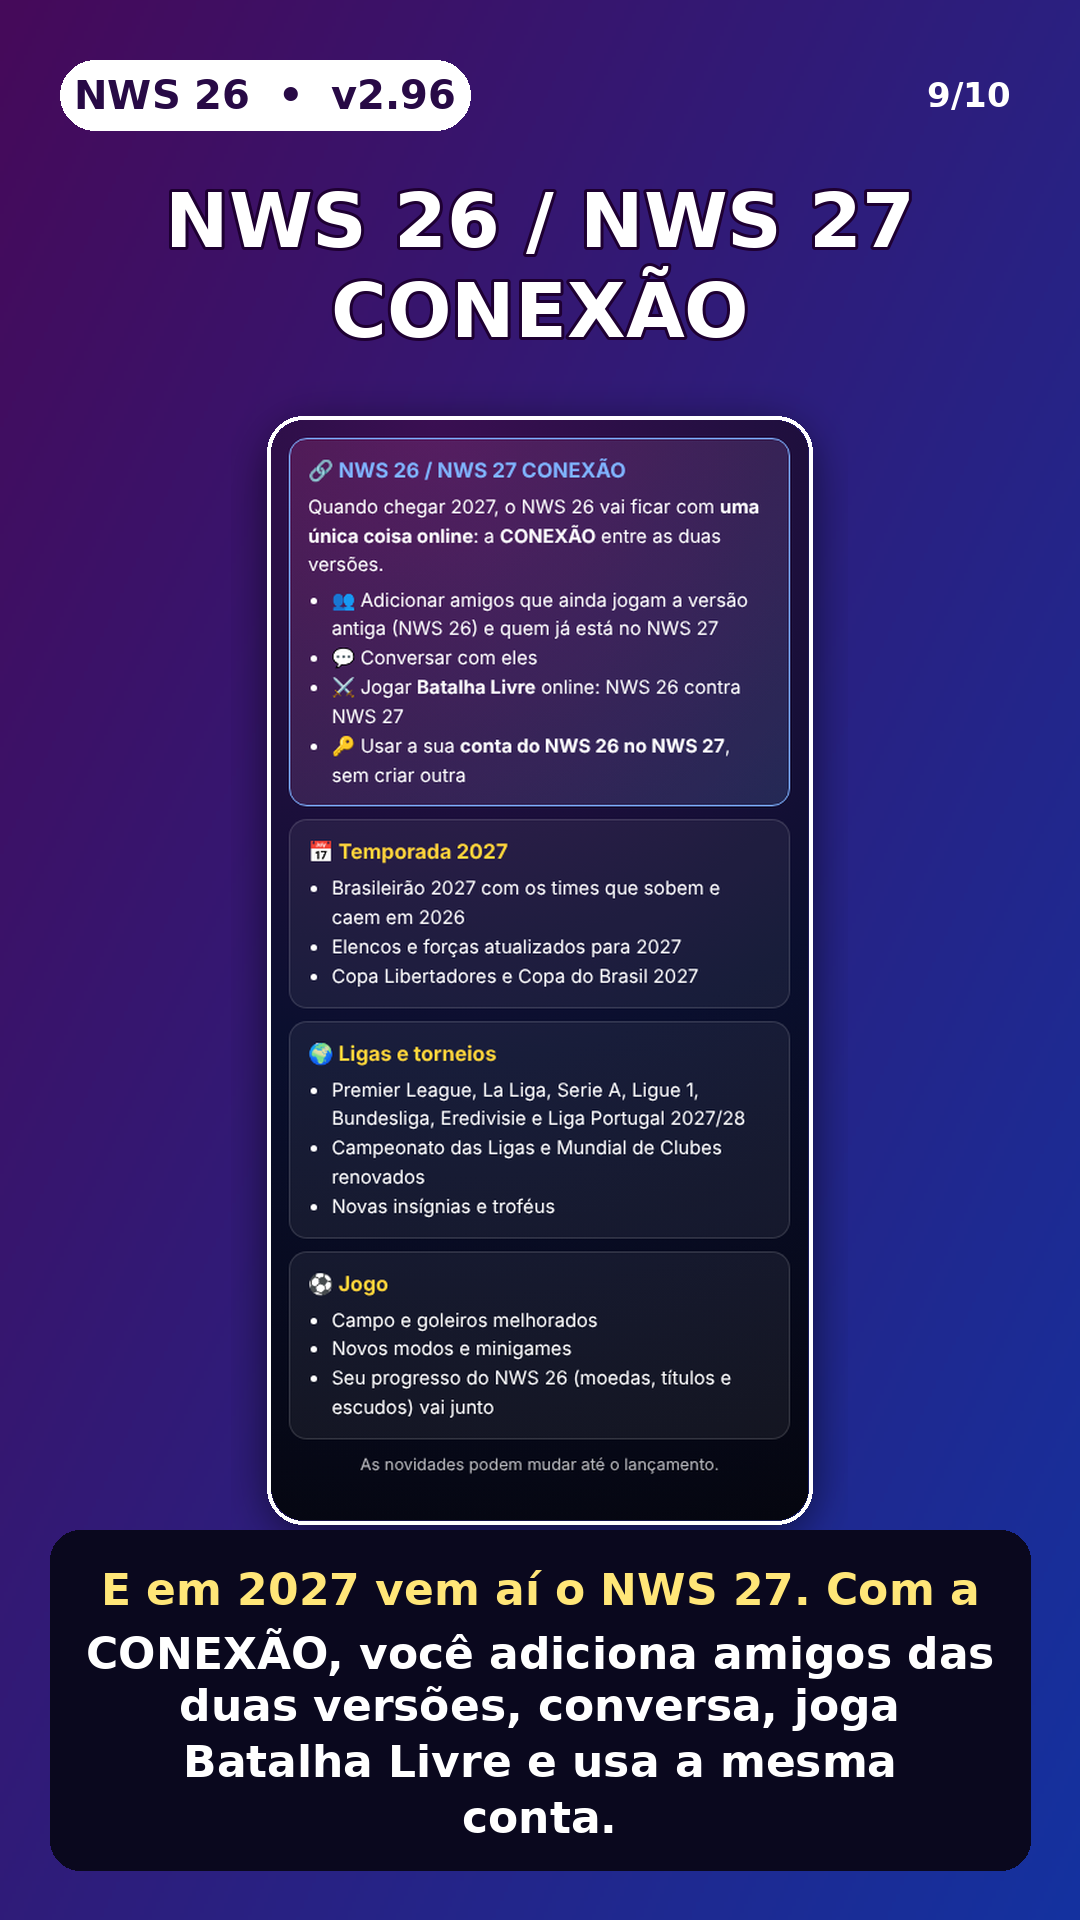 NWS 26 • v2.96
9/10
NWS 26 / NWS 27
CONEXÃO
🔗 NWS 26 / NWS 27 CONEXÃO
Quando chegar 2027, o NWS 26 vai ficar com uma
única coisa online: a CONEXÃO entre as duas
versões.
• 👥 Adicionar amigos que ainda jogam a versão
antiga (NWS 26) e quem já está no NWS 27
• 💬 Conversar com eles
• ⚔️ Jogar Batalha Livre online: NWS 26 contra
NWS 27
• 🔑 Usar a sua conta do NWS 26 no NWS 27,
sem criar outra
📅 Temporada 2027
• Brasileirão 2027 com os times que sobem e
caem em 2026
• Elencos e forças atualizados para 2027
• Copa Libertadores e Copa do Brasil 2027
🌍 Ligas e torneios
• Premier League, La Liga, Serie A, Ligue 1,
Bundesliga, Eredivisie e Liga Portugal 2027/28
• Campeonato das Ligas e Mundial de Clubes
renovados
• Novas insígnias e troféus
⚽ Jogo
• Campo e goleiros melhorados
• Novos modos e minigames
• Seu progresso do NWS 26 (moedas, títulos e
escudos) vai junto
As novidades podem mudar até o lançamento.
E em 2027 vem aí o NWS 27. Com a
CONEXÃO, você adiciona amigos das
duas versões, conversa, joga
Batalha Livre e usa a mesma
conta.